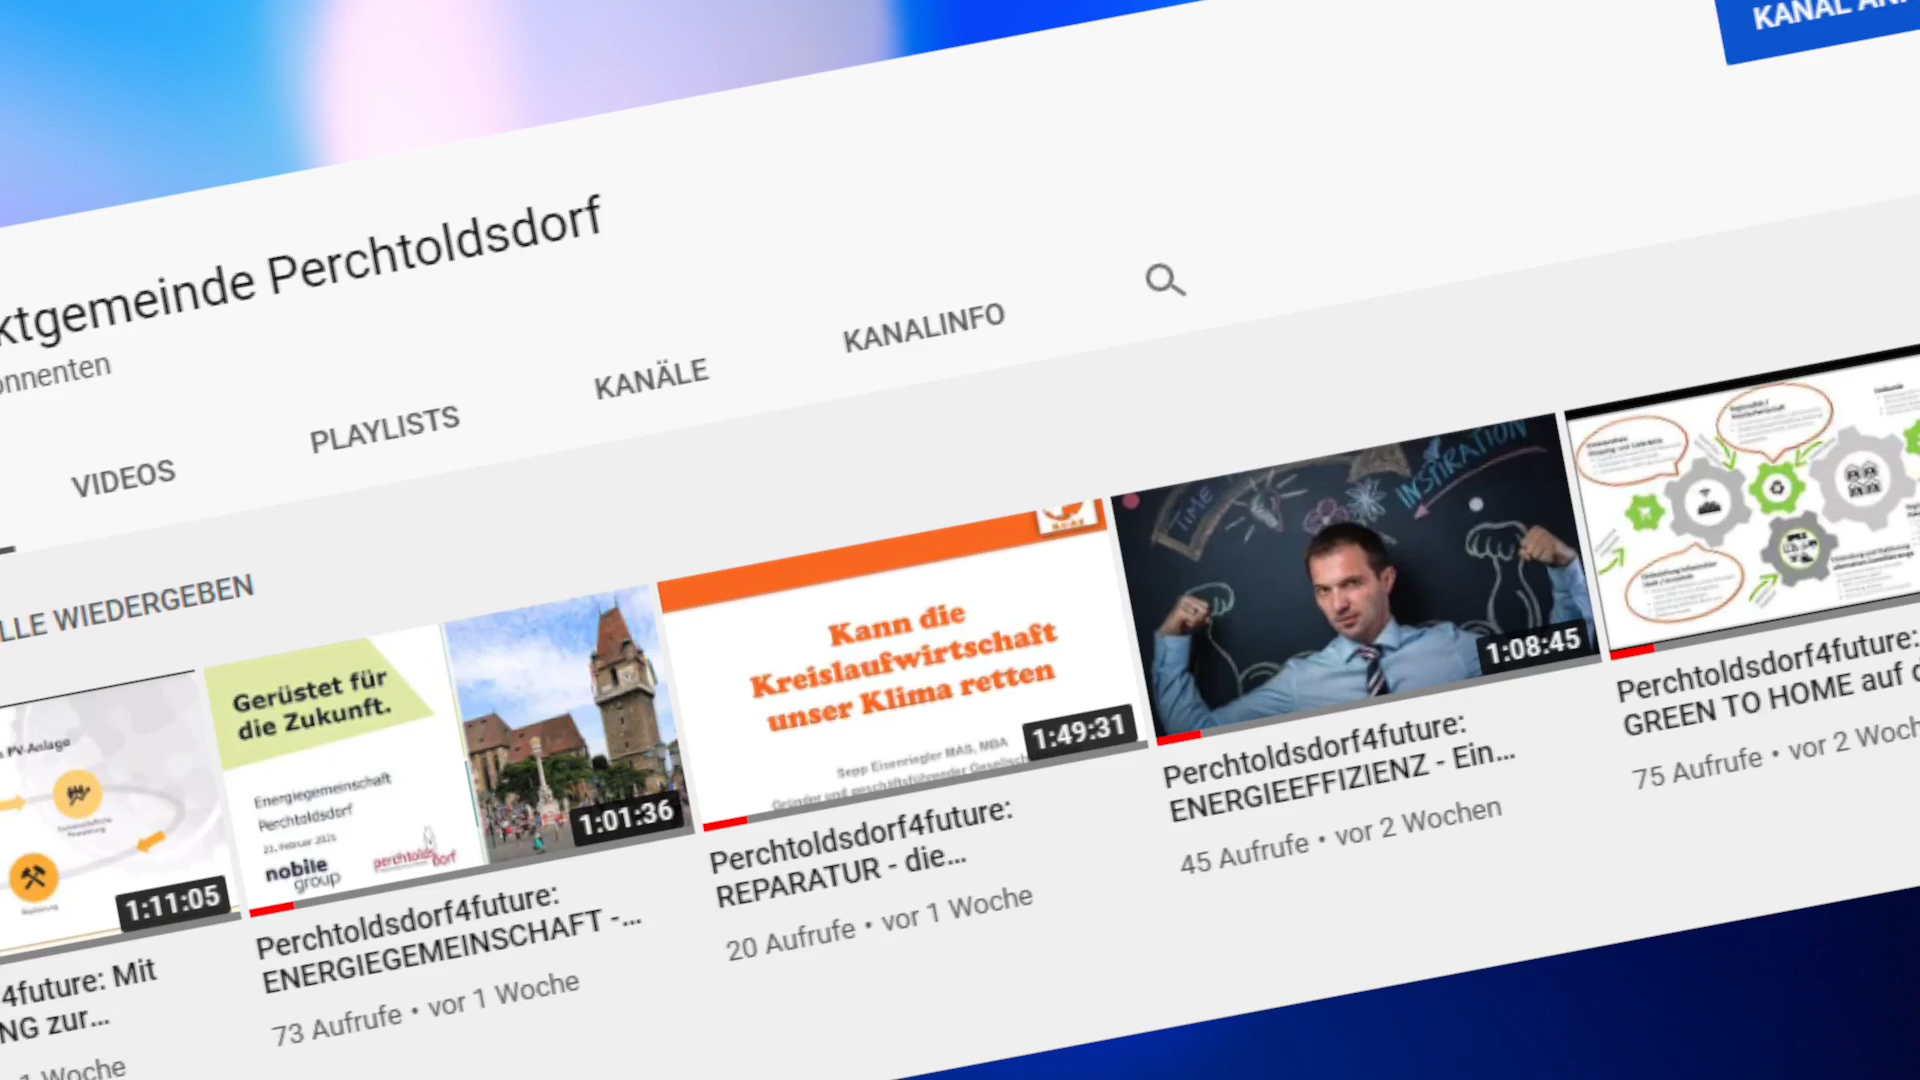 KANAL
ktgemeinde Perchtoldsdorf
onnenten
VIDEOS
PLAYLISTS
KANÄLE
KANALINFO
LLE WIEDERGEBEN
PV-Anlage
1:11:05
4future: Mit
NG zur...
1 Woche
Gerüstet für
die Zukunft.
Energiegemeinschaft
Perchtoldsdorf
nobile
group
perchtoldsdorf
1:01:36
Perchtoldsdorf4future:
ENERGIEGEMEINSCHAFT -...
73 Aufrufe • vor 1 Woche
Kann die
Kreislaufwirtschaft
unser Klima retten
Sepp Eisenriegler MAS, MBA
1:49:31
Perchtoldsdorf4future:
REPARATUR - die...
20 Aufrufe • vor 1 Woche
TIME
INSPIRATION
1:08:45
Perchtoldsdorf4future:
ENERGIEEFFIZIENZ - Ein...
45 Aufrufe • vor 2 Wochen
Perchtoldsdorf4future:
GREEN TO HOME auf
75 Aufrufe • vor 2 Woch